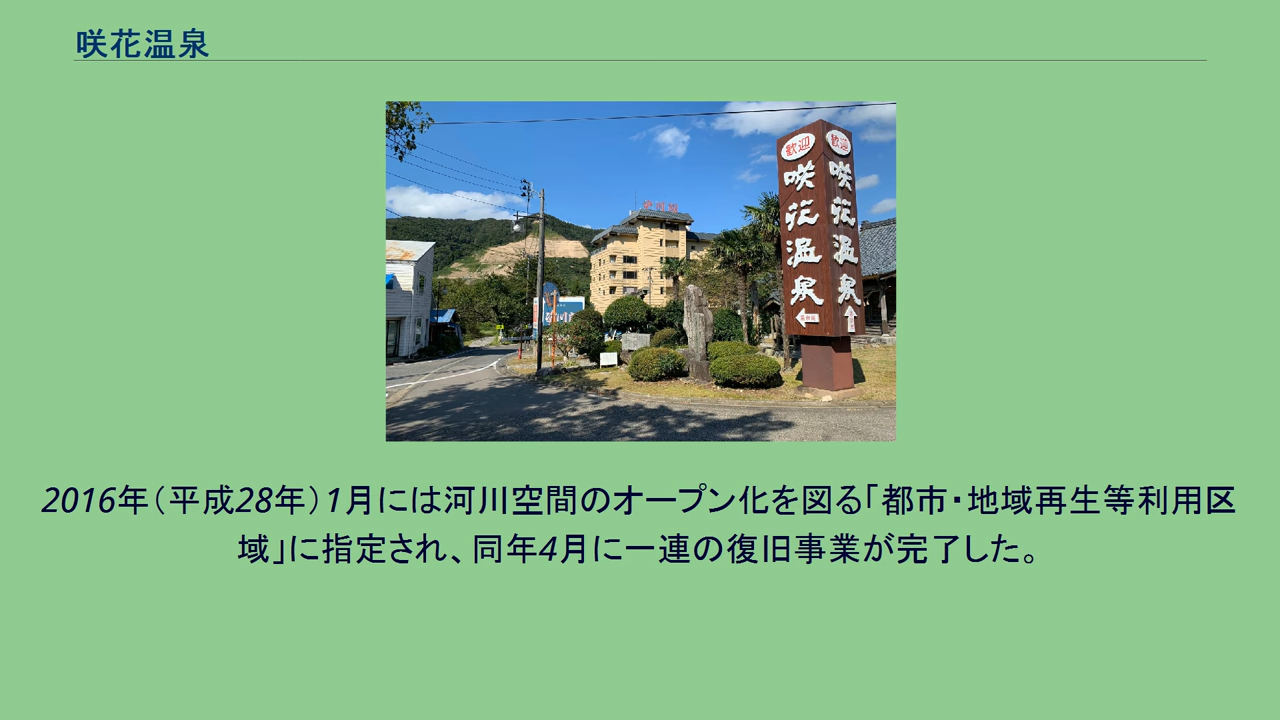 咲花温泉
歓迎
咲花温泉
歓迎
咲花温泉
2016年（平成28年）1月には河川空間のオープン化を図る「都市・地域再生等利用区
域」に指定され、同年4月に一連の復旧事業が完了した。